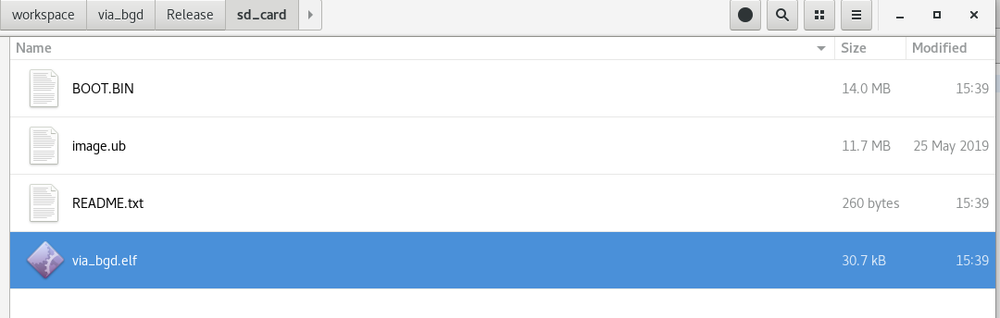 workspace via_bgd Release sd_card
Name Size Modified
BOOT.BIN 14.0 MB 15:39
image.ub 11.7 MB 25 May 2019
README.txt 260 bytes 15:39
via_bgd.elf 30.7 kB 15:39